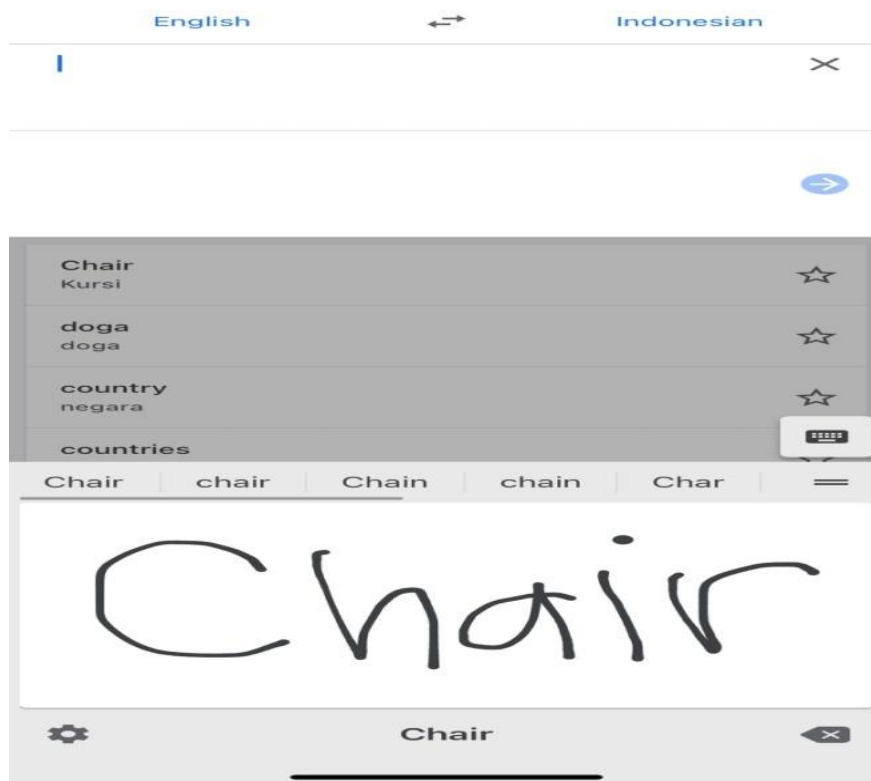 English Indonesian
Chair
Kursi
doga
doga
country
negara
countries
Chair chair Chain chain Char
Chair
Chair